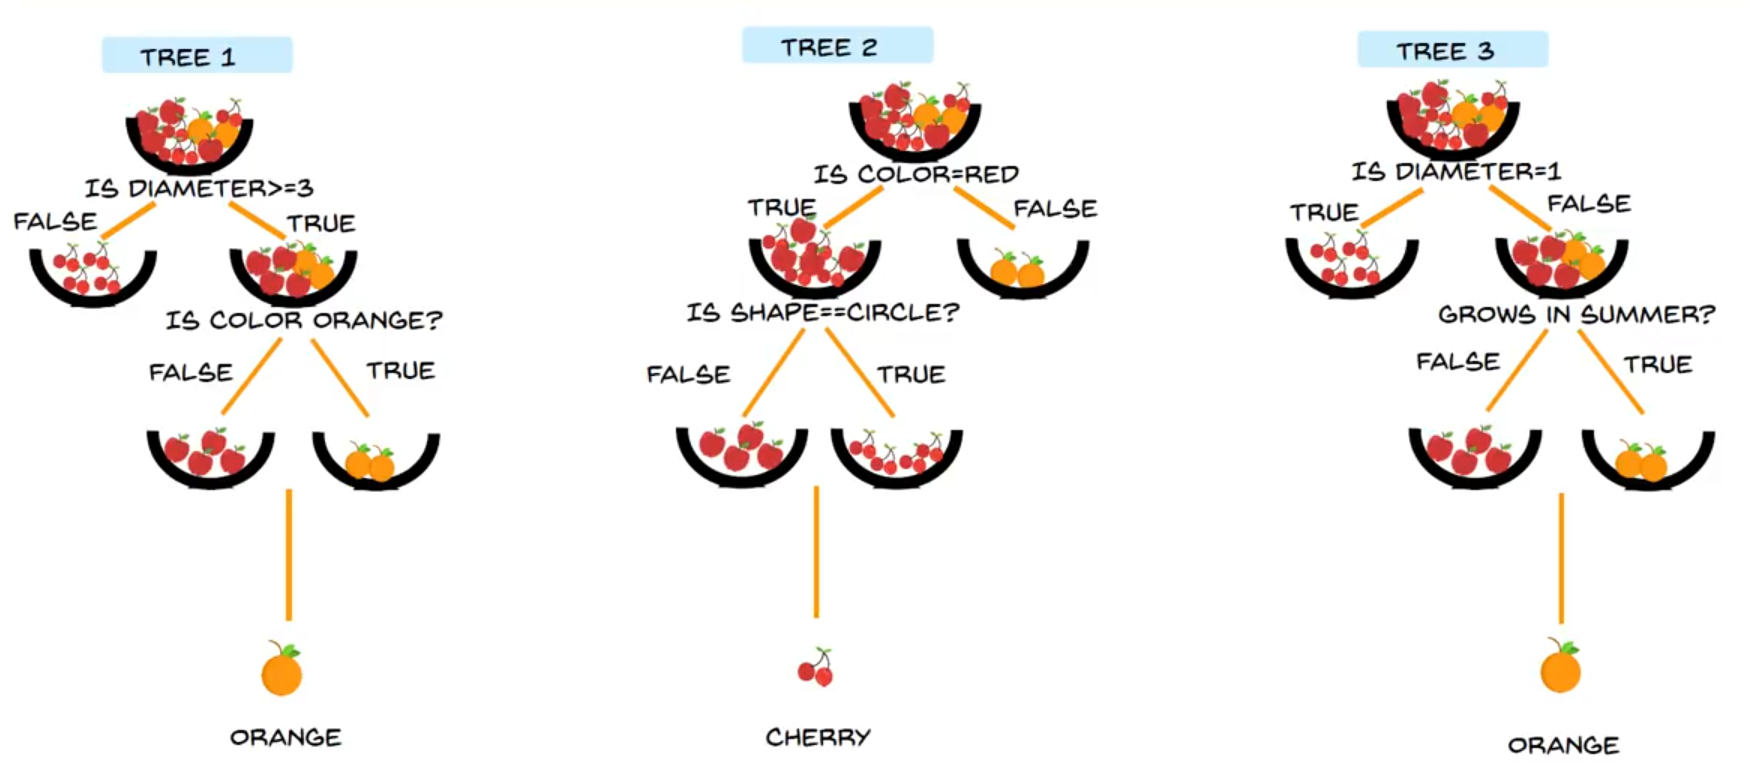 TREE 1
IS DIAMETER>=3
FALSE
TRUE
IS COLOR ORANGE?
FALSE
TRUE
ORANGE
TREE 2
IS COLOR=RED
TRUE
FALSE
IS SHAPE==CIRCLE?
FALSE
TRUE
CHERRY
TREE 3
IS DIAMETER=1
TRUE
FALSE
GROWS IN SUMMER?
FALSE
TRUE
ORANGE